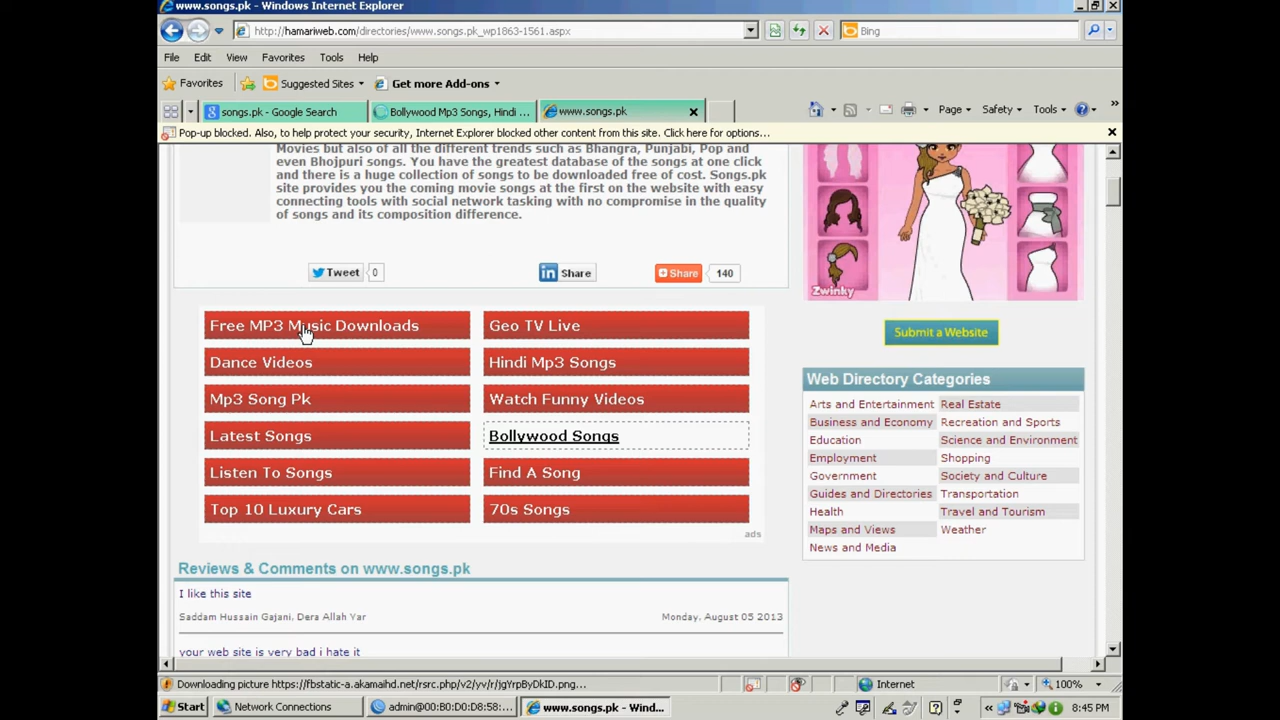 www.songs.pk - Windows Internet Explorer
http://hamariweb.com/directories/www.songs.pk_wp1863-1561.aspx
Bing
File Edit View Favorites Tools Help
Favorites Suggested Sites Get more Add-ons
songs.pk - Google Search Bollywood Mp3 Songs, Hindi ... www.songs.pk Page Safety Tools
Pop-up blocked. Also, to help protect your security, Internet Explorer blocked other content from this site. Click here for options...
Movies but also of all the different trends such as Bhangra, Punjabi, Pop and
even Bhojpuri songs. You have the greatest database of the songs at one click
and there is a huge collection of songs to be downloaded free of cost. Songs.pk
site provides you the coming movie songs at the first on the website with easy
connecting tools with social network tasking with no compromise in the quality
of songs and its composition difference.
Tweet 0 in Share Share 140
Zwinky
Free MP3 Music Downloads
Geo TV Live
Dance Videos
Hindi Mp3 Songs
Mp3 Song Pk
Watch Funny Videos
Latest Songs
Bollywood Songs
Listen To Songs
Find A Song
Top 10 Luxury Cars
70s Songs
ads
Submit a Website
Web Directory Categories
Arts and Entertainment Real Estate
Business and Economy Recreation and Sports
Education Science and Environment
Employment Shopping
Government Society and Culture
Guides and Directories Transportation
Health Travel and Tourism
Maps and Views Weather
News and Media
Reviews & Comments on www.songs.pk
I like this site
Saddam Hussain Gajani, Dera Allah Yar Monday, August 05 2013
your web site is very bad i hate it
Downloading picture https://fbstatic-a.akamaihd.net/rsrc.php/v2/yv/r/jgYrpByDkID.png...
Internet 100%
Start Network Connections admin@00:B0:D0:D8:58:... www.songs.pk - Wind... 8:45 PM